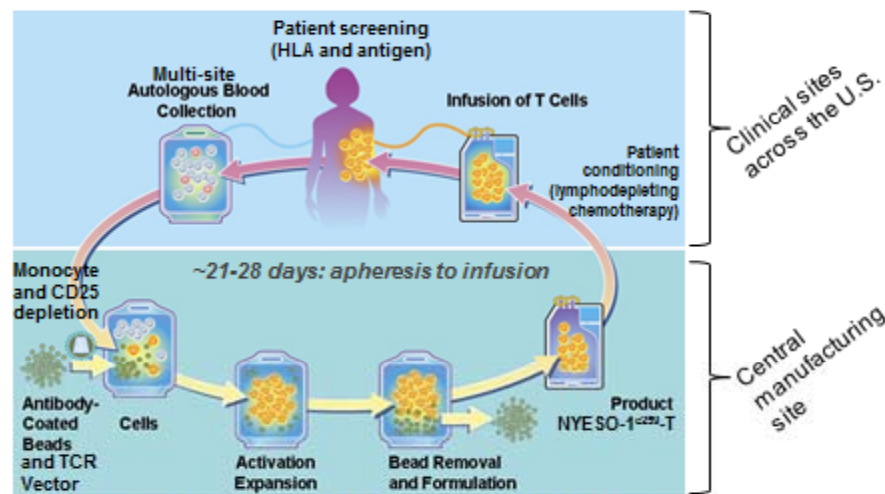 Patient screening
(HLA and antigen)
Multi-site
Autologous Blood
Collection
Infusion of T Cells
Patient
conditioning
(lymphodepleting
chemotherapy)
Clinical sites
across the U.S.
Monocyte
and CD25
depletion
~21-28 days: apheresis to infusion
Antibody-
Coated
Beads
and TCR
Vector
Cells
Activation
Expansion
Bead Removal
and Formulation
Product
NYESO-1ᶜ²⁵⁹-T
Central
manufacturing
site